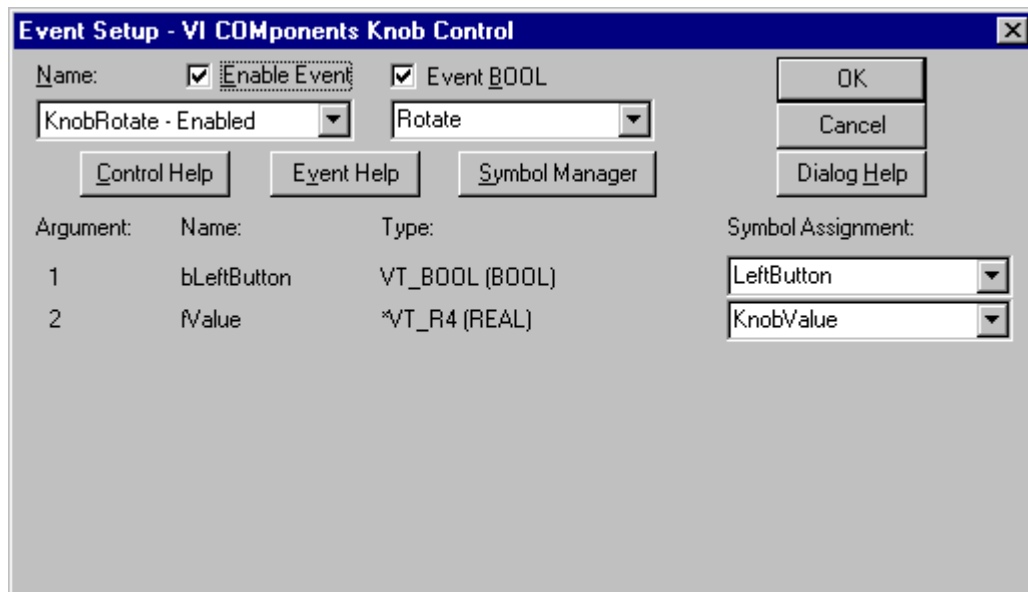 Event Setup - VI COMponents Knob Control
Name: Enable Event Event BOOL OK
KnobRotate - Enabled Rotate Cancel
Control Help Event Help Symbol Manager Dialog Help
Argument: Name: Type: Symbol Assignment:
1 bLeftButton VT_BOOL (BOOL) LeftButton
2 fValue *VT_R4 (REAL) KnobValue